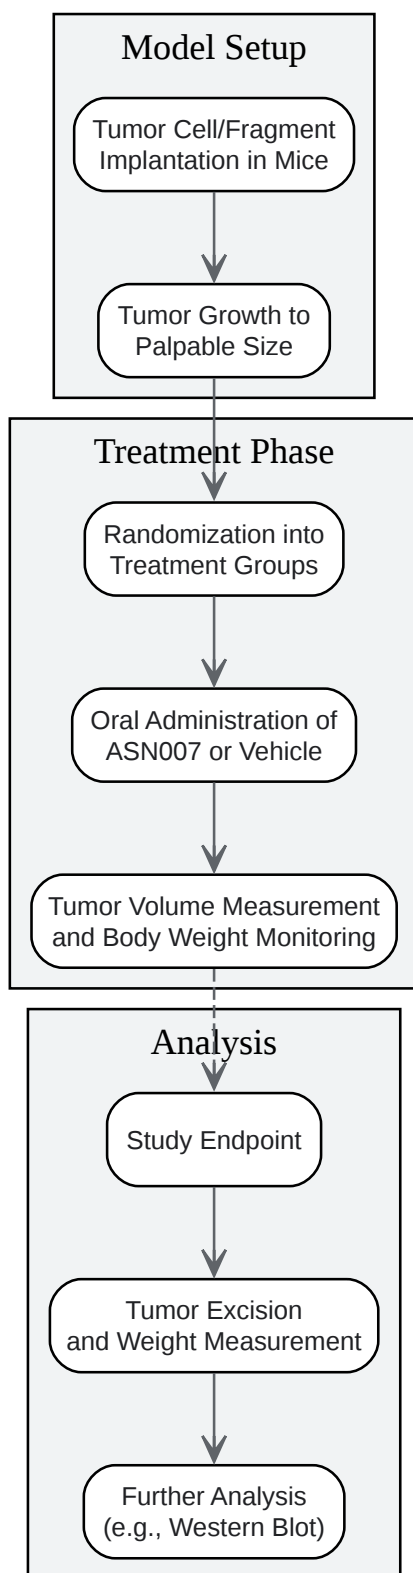 Model Setup
Tumor Cell/Fragment
Implantation in Mice
Tumor Growth to
Palpable Size
Treatment Phase
Randomization into
Treatment Groups
Oral Administration of
ASN007 or Vehicle
Tumor Volume Measurement
and Body Weight Monitoring
Analysis
Study Endpoint
Tumor Excision
and Weight Measurement
Further Analysis
(e.g., Western Blot)